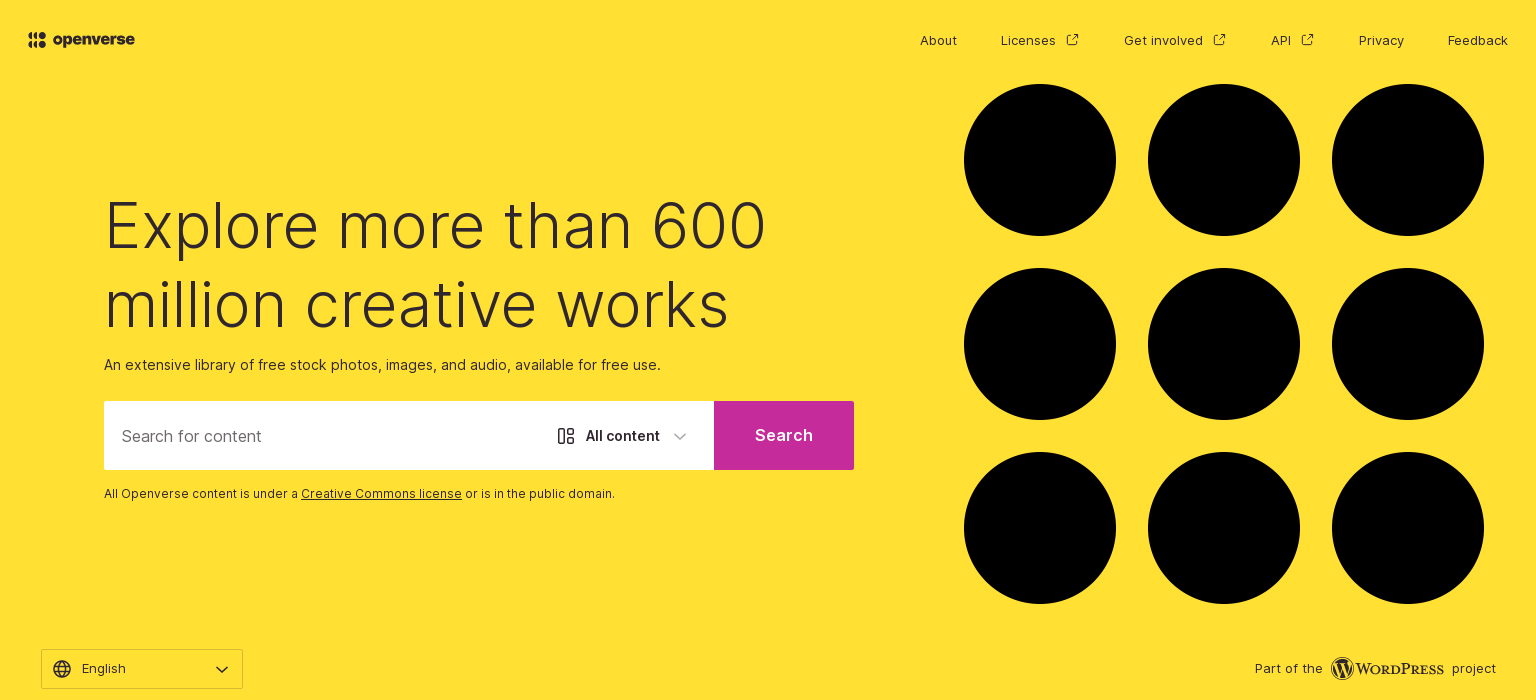 openverse
About
Licenses
Get involved
API
Privacy
Feedback
Explore more than 600
million creative works
An extensive library of free stock photos, images, and audio, available for free use.
Search for content
All content
Search
All Openverse content is under a Creative Commons license or is in the public domain.
English
Part of the WORDPRESS project